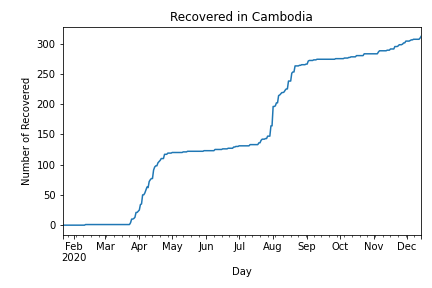 Recovered in Cambodia
Number of Recovered
300
250
200
150
100
50
0
Feb Mar Apr May Jun Jul Aug Sep Oct Nov Dec
2020
Day